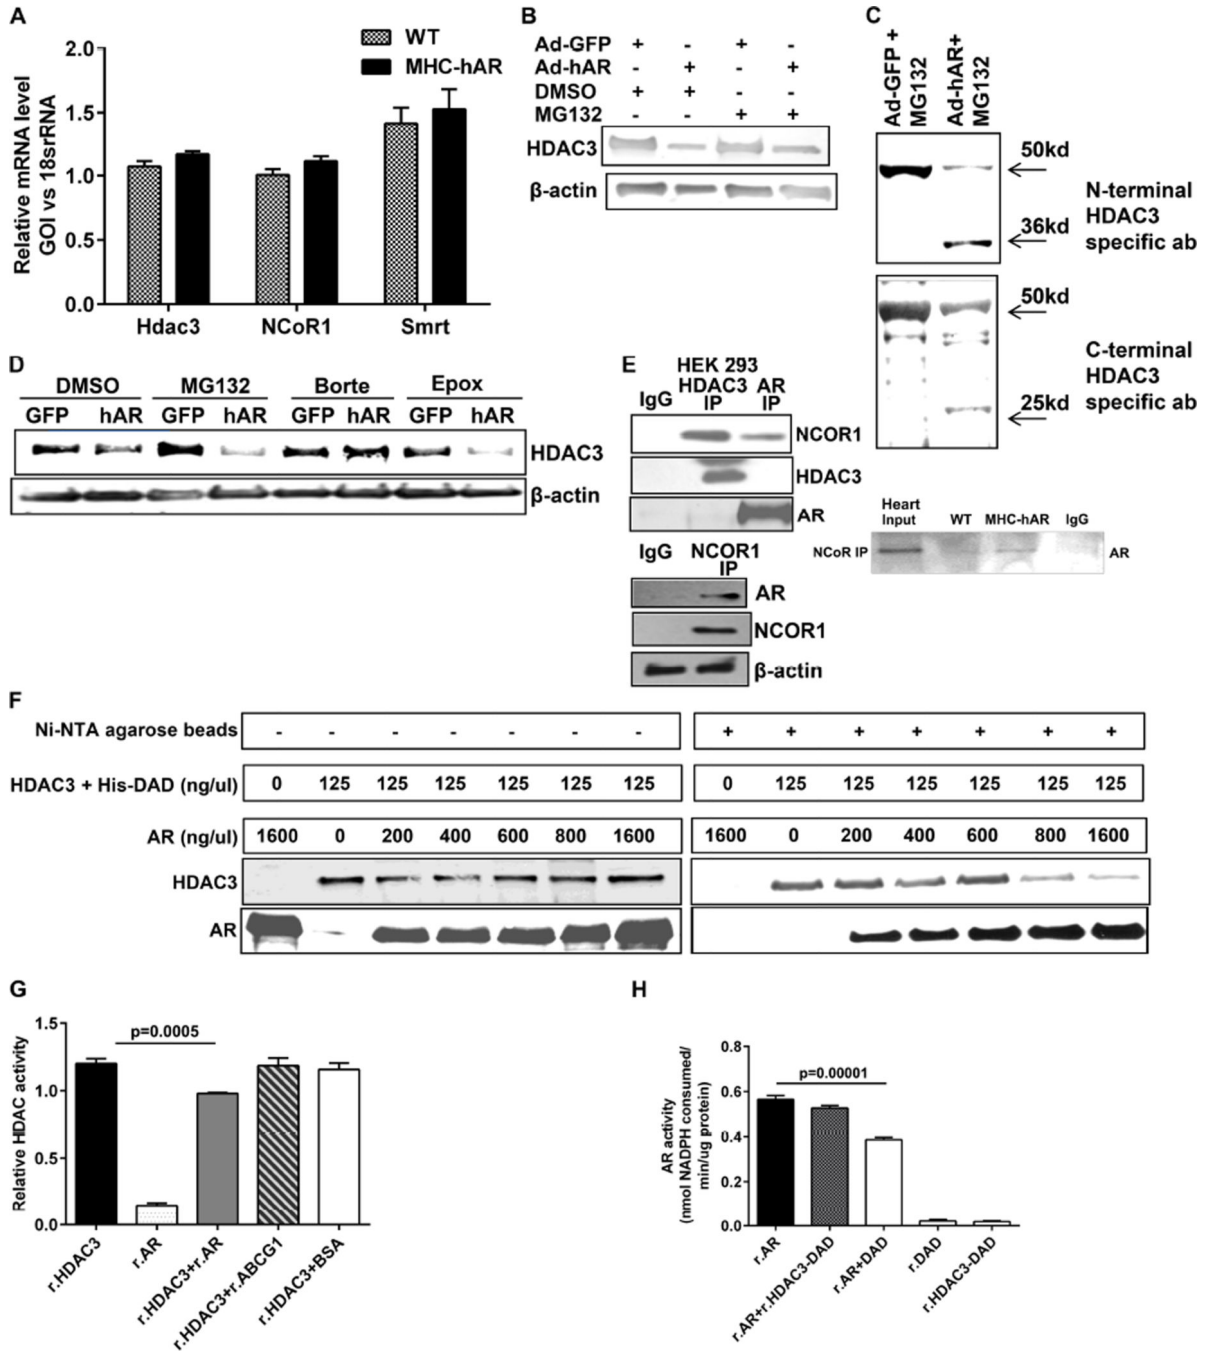 A
Relative mRNA level
GOI vs 18srRNA
2.0
1.5
1.0
0.5
0.0
WT
MHC-hAR
Hdac3 NCoR1 Smrt
B
Ad-GFP + - + -
Ad-hAR - + - +
DMSO + + - -
MG132 - - + +
HDAC3
β-actin
C
Ad-GFP +
MG132
Ad-hAR+
MG132
50kd
36kd
N-terminal
HDAC3
specific ab
50kd
25kd
C-terminal
HDAC3
specific ab
D
DMSO MG132 Borte Epox
GFP hAR GFP hAR GFP hAR GFP hAR
HDAC3
β-actin
E
HEK 293
IgG HDAC3 IP AR IP
NCOR1
HDAC3
AR
IgG NCOR1 IP
AR
NCOR1
β-actin
Heart Input WT MHC-hAR IgG
NCoR IP AR
F
Ni-NTA agarose beads - - - - - - - + + + + + + +
HDAC3 + His-DAD (ng/ul) 0 125 125 125 125 125 125 0 125 125 125 125 125 125
AR (ng/ul) 1600 0 200 400 600 800 1600 1600 0 200 400 600 800 1600
HDAC3
AR
G
Relative HDAC activity
1.5
1.0
0.5
0.0
p=0.0005
r.HDAC3
r.AR
r.HDAC3+r.AR
r.HDAC3+r.ABCG1
r.HDAC3+BSA
H
AR activity
(nmol NADPH consumed/
min/ug protein)
0.8
0.6
0.4
0.2
0.0
p=0.00001
r.AR
r.AR+r.HDAC3-DAD
r.AR+DAD
r.DAD
r.HDAC3-DAD